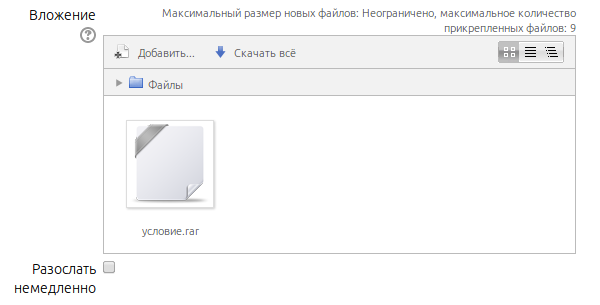 Вложение
Максимальный размер новых файлов: Неограничено, максимальное количество
прикрепленных файлов: 9
Добавить... Скачать всё
Файлы
условие.rar
Разослать
немедленно